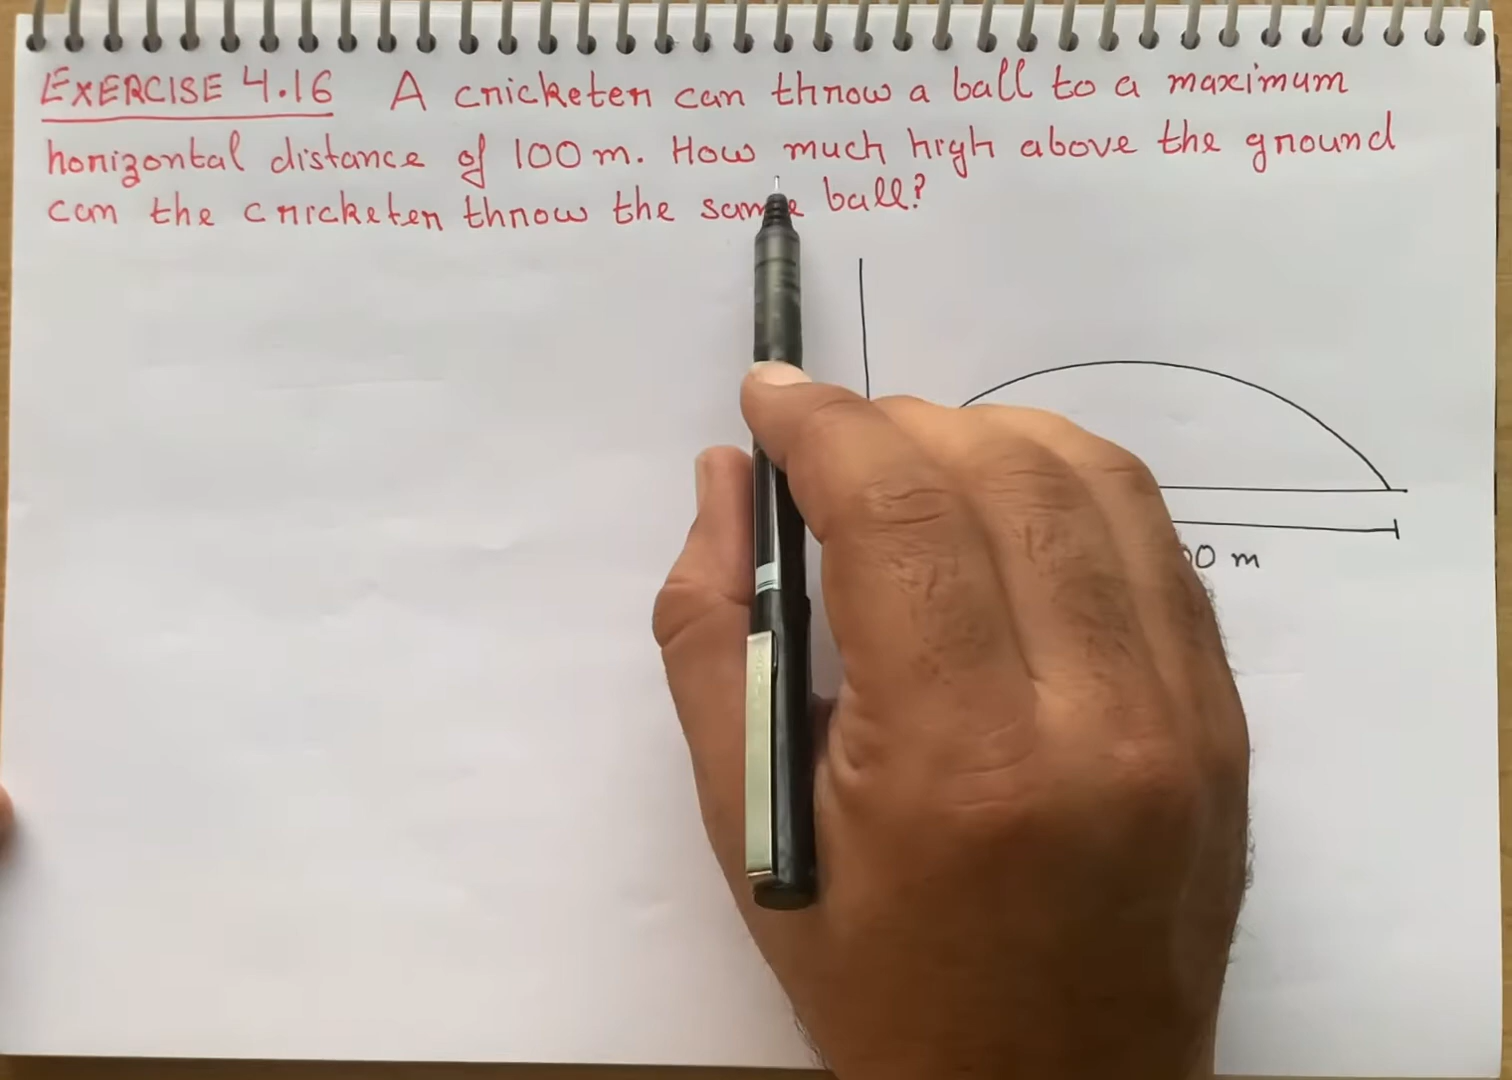 EXERCISE 4.16 A cricketer can throw a ball to a maximum
horizontal distance of 100 m. How much high above the ground
can the cricketer throw the same ball?
m